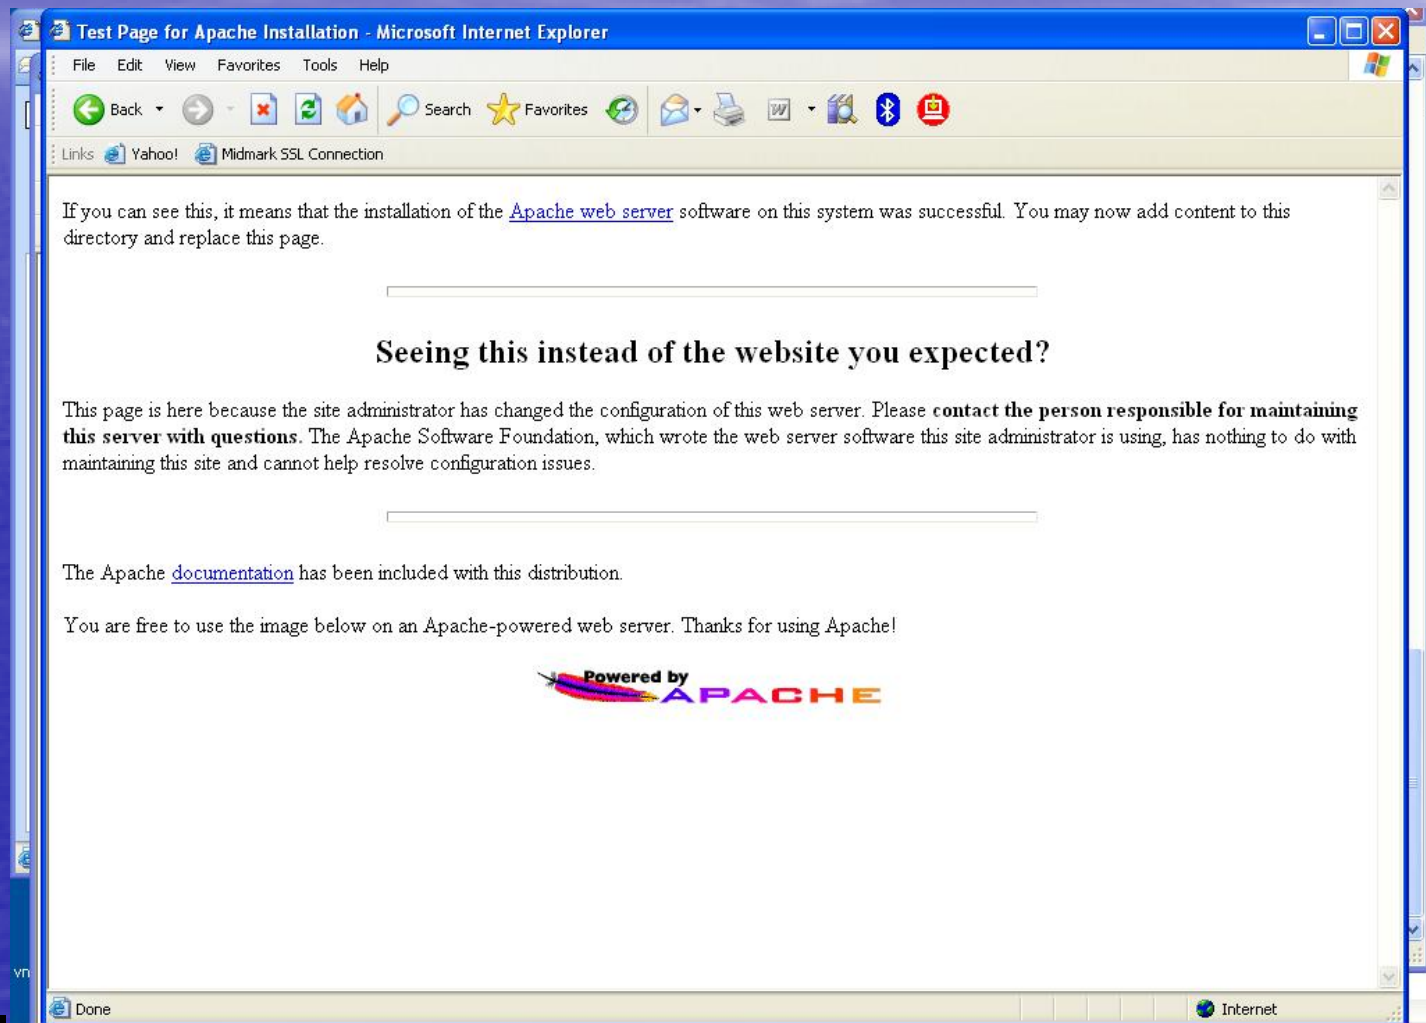 Test Page for Apache Installation - Microsoft Internet Explorer
File Edit View Favorites Tools Help
Back Search Favorites
Links Yahoo! Midmark SSL Connection
If you can see this, it means that the installation of the Apache web server software on this system was successful. You may now add content to this
directory and replace this page.
Seeing this instead of the website you expected?
This page is here because the site administrator has changed the configuration of this web server. Please contact the person responsible for maintaining
this server with questions. The Apache Software Foundation, which wrote the web server software this site administrator is using, has nothing to do with
maintaining this site and cannot help resolve configuration issues.
The Apache documentation has been included with this distribution.
You are free to use the image below on an Apache-powered web server. Thanks for using Apache!
Powered by
APACHE
vn
Done Internet